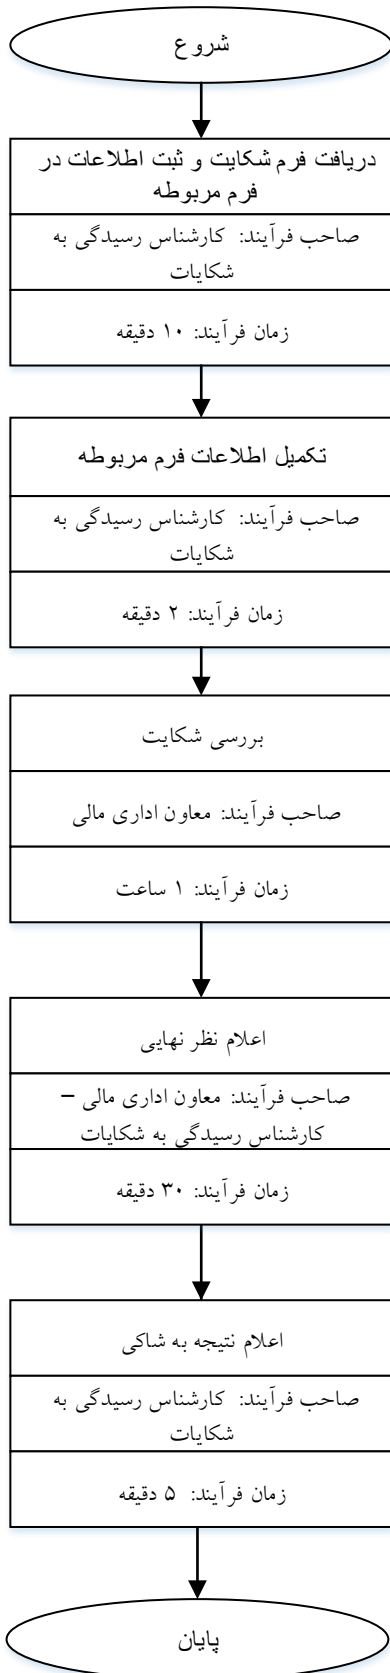 شروع
دریافت فرم شکایت و ثبت اطلاعات در
فرم مربوطه
صاحب فرآیند: کارشناس رسیدگی به
شکایات
زمان فرآیند: ۱۰ دقیقه
تکمیل اطلاعات فرم مربوطه
صاحب فرآیند: کارشناس رسیدگی به
شکایات
زمان فرآیند: ۲ دقیقه
بررسی شکایت
صاحب فرآیند: معاون اداری مالی
زمان فرآیند: ۱ ساعت
اعلام نظر نهایی
صاحب فرآیند: معاون اداری مالی –
کارشناس رسیدگی به شکایات
زمان فرآیند: ۳۰ دقیقه
اعلام نتیجه به شاکی
صاحب فرآیند: کارشناس رسیدگی به
شکایات
زمان فرآیند: ۵ دقیقه
پایان